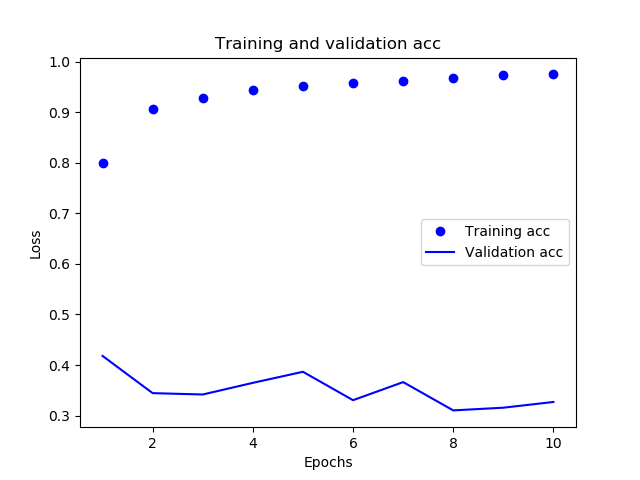 Training and validation acc
1.0
0.9
0.8
0.7
0.6
0.5
0.4
0.3
Loss
Training acc
Validation acc
2
4
6
8
10
Epochs